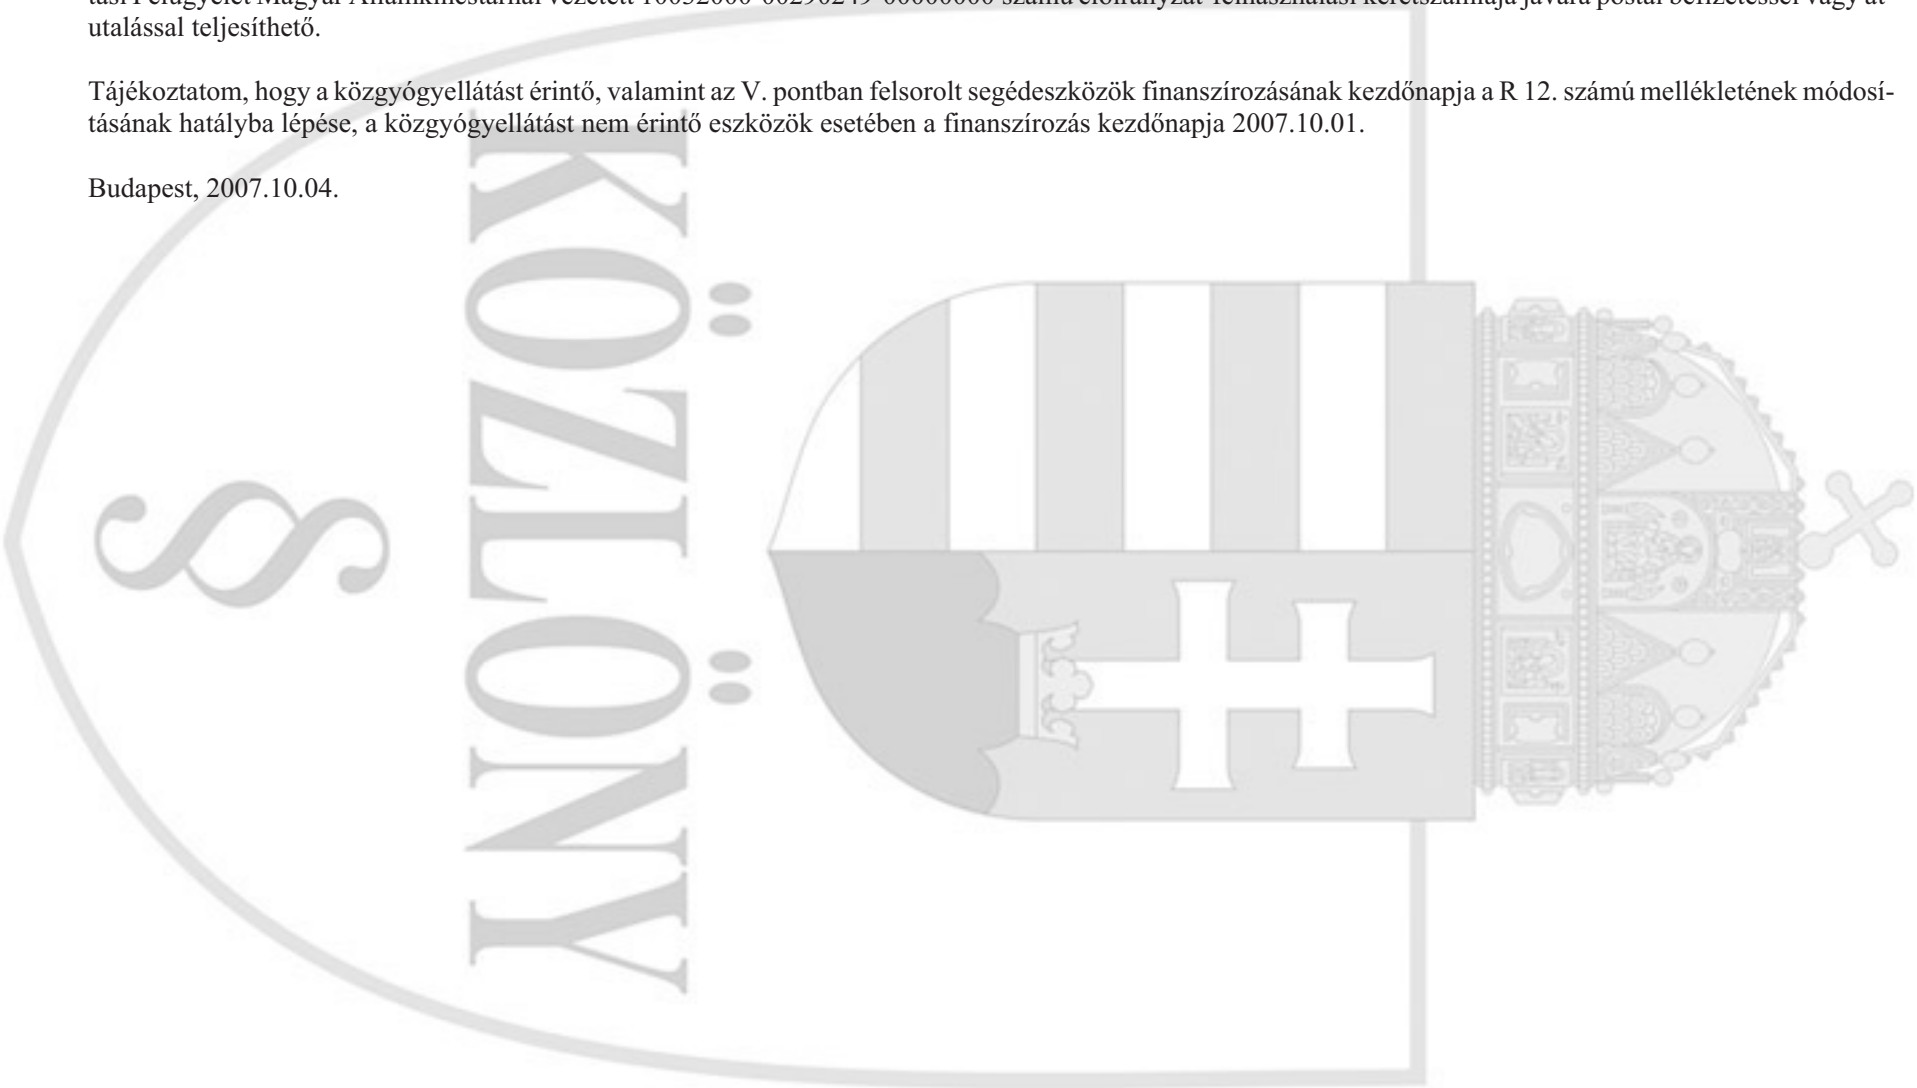 utalással teljesíthető.
Tájékoztatom, hogy a közgyógyellátást érintő, valamint az V. pontban felsorolt segédeszközök finanszírozásának kezdőnapja a R 12. számú mellékletének módosí-
tásának hatályba lépése, a közgyógyellátást nem érintő eszközök esetében a finanszírozás kezdőnapja 2007.10.01.
Budapest, 2007.10.04.
§ KÖZLÖNY